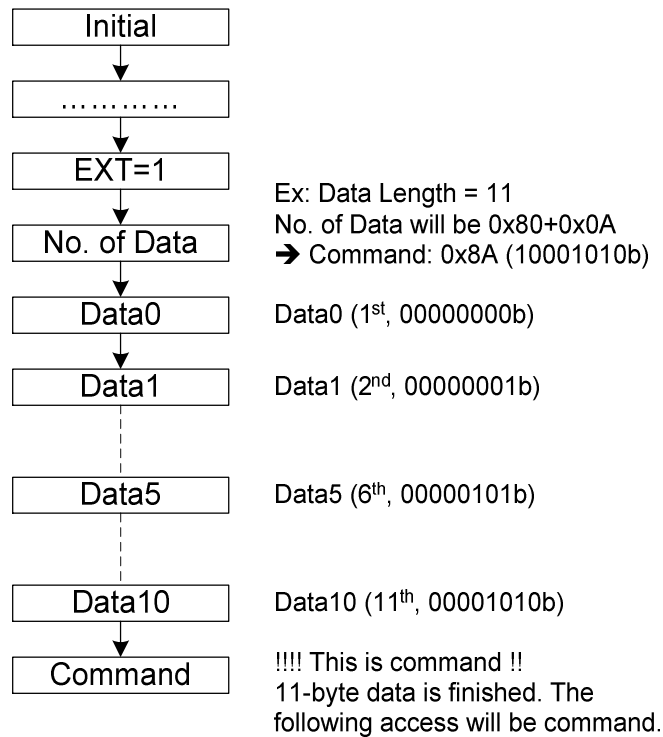 Initial
…………
EXT=1
Ex: Data Length = 11
No. of Data will be 0x80+0x0A
No. of Data
➔ Command: 0x8A (10001010b)
Data0
Data0 (1st, 00000000b)
Data1
Data1 (2nd, 00000001b)
Data5
Data5 (6th, 00000101b)
Data10
Data10 (11th, 00001010b)
Command
!!!! This is command !!
11-byte data is finished. The
following access will be command.